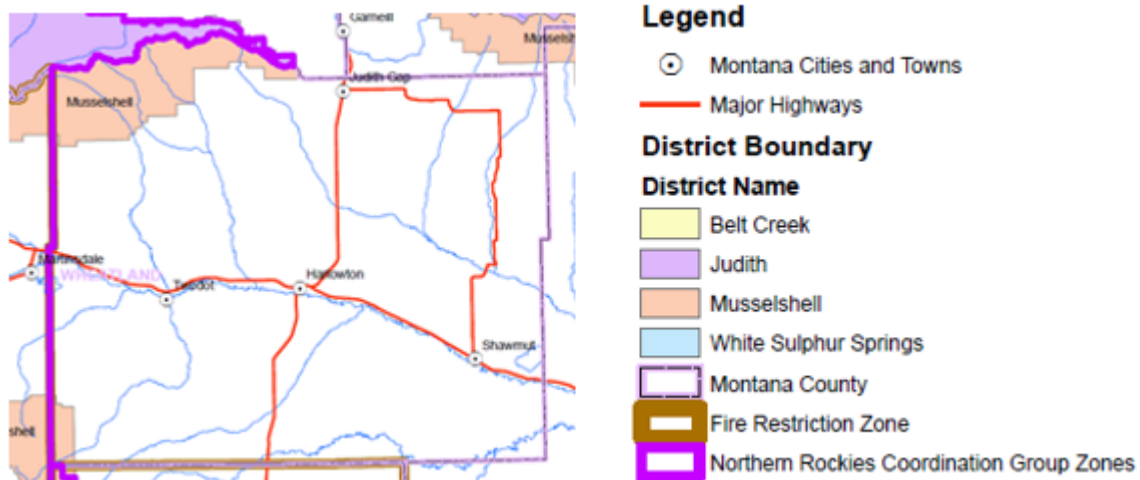 Garneill
Musselsh
Judith Gap
Musselshell
Martinsdale
WHEATLAND
Twodot
Harlowton
Shawmut
shell
Legend
Montana Cities and Towns
Major Highways
District Boundary
District Name
Belt Creek
Judith
Musselshell
White Sulphur Springs
Montana County
Fire Restriction Zone
Northern Rockies Coordination Group Zones